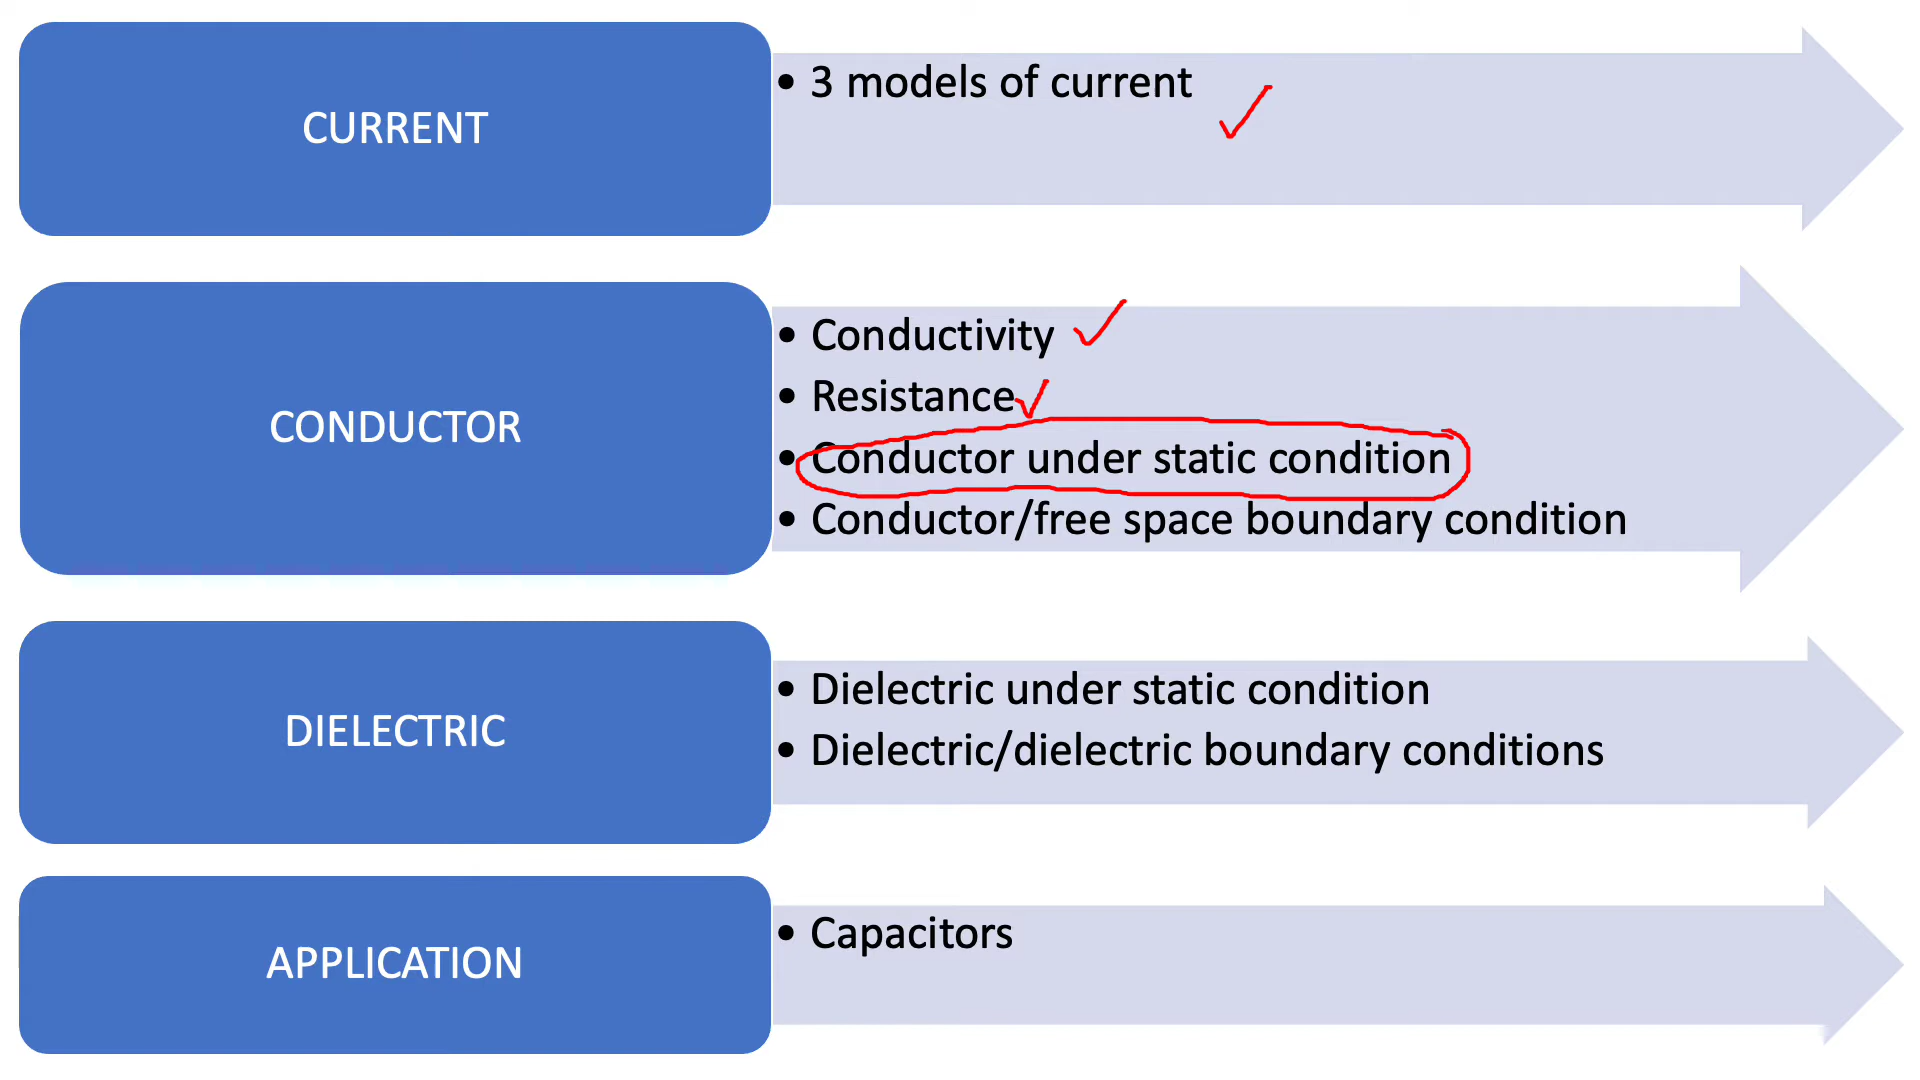 CURRENT
• 3 models of current
CONDUCTOR
• Conductivity
• Resistance
• Conductor under static condition
• Conductor/free space boundary condition
DIELECTRIC
• Dielectric under static condition
• Dielectric/dielectric boundary conditions
APPLICATION
• Capacitors